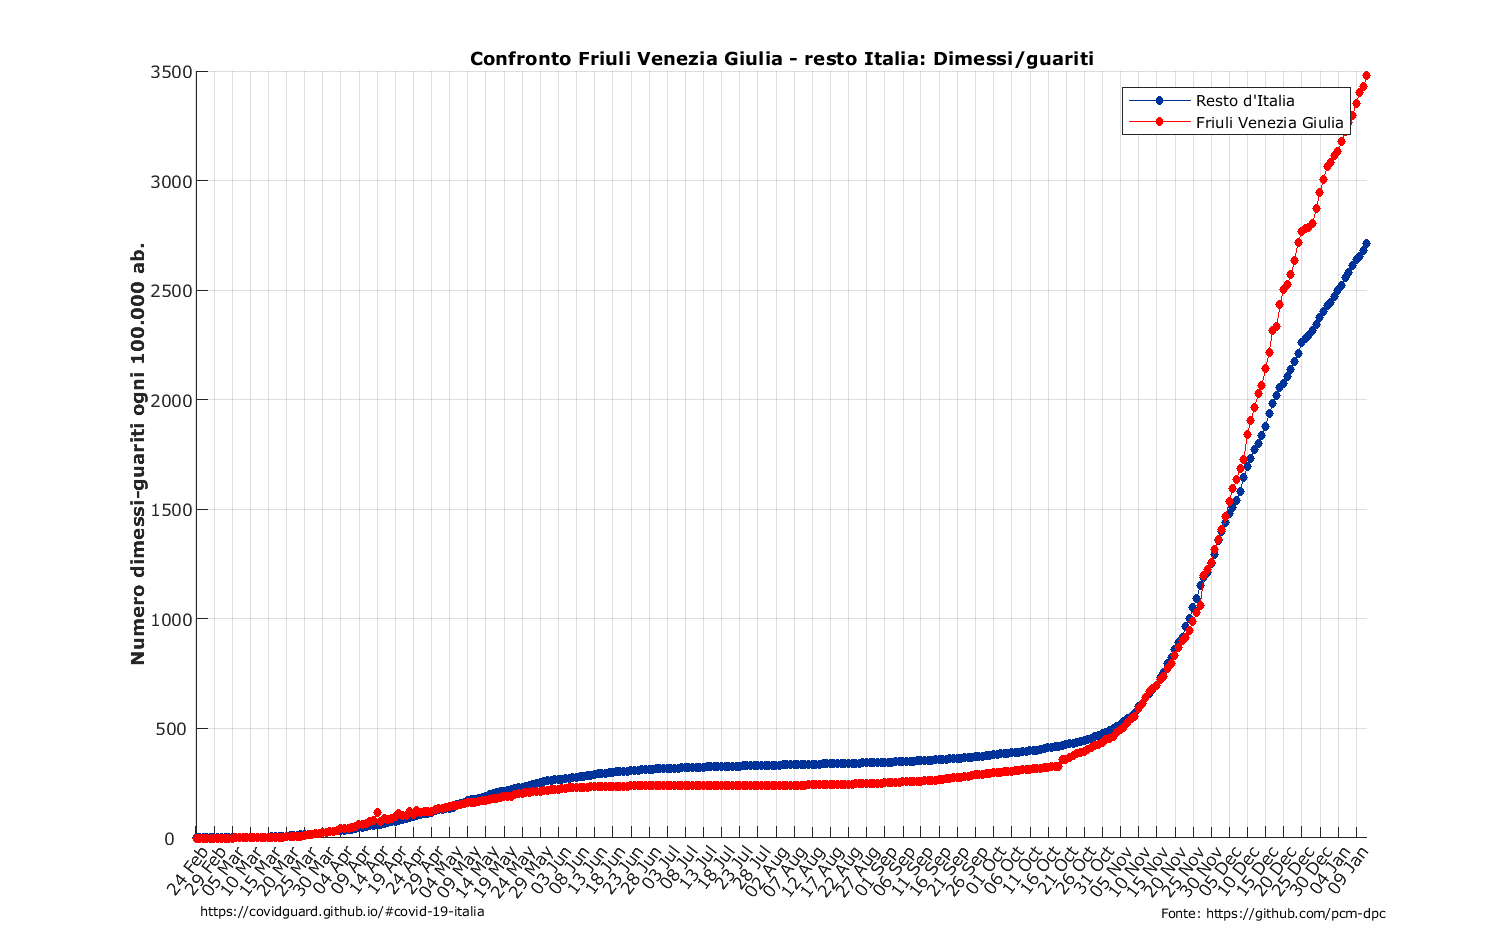 Confronto Friuli Venezia Giulia - resto Italia: Dimessi/guariti
Resto d'Italia
Friuli Venezia Giulia
Numero dimessi-guariti ogni 100.000 ab.
3500
3000
2500
2000
1500
1000
500
0
24 Feb
29 Feb
05 Mar
10 Mar
15 Mar
20 Mar
25 Mar
30 Mar
04 Apr
09 Apr
14 Apr
19 Apr
24 Apr
29 Apr
04 May
09 May
14 May
19 May
24 May
29 May
03 Jun
08 Jun
13 Jun
18 Jun
23 Jun
28 Jun
03 Jul
08 Jul
13 Jul
18 Jul
23 Jul
28 Jul
02 Aug
07 Aug
12 Aug
17 Aug
22 Aug
27 Aug
01 Sep
06 Sep
11 Sep
16 Sep
21 Sep
26 Sep
01 Oct
06 Oct
11 Oct
16 Oct
21 Oct
26 Oct
31 Oct
05 Nov
10 Nov
15 Nov
20 Nov
25 Nov
30 Nov
05 Dec
10 Dec
15 Dec
20 Dec
25 Dec
30 Dec
04 Jan
09 Jan
https://covidguard.github.io/#covid-19-italia
Fonte: https://github.com/pcm-dpc